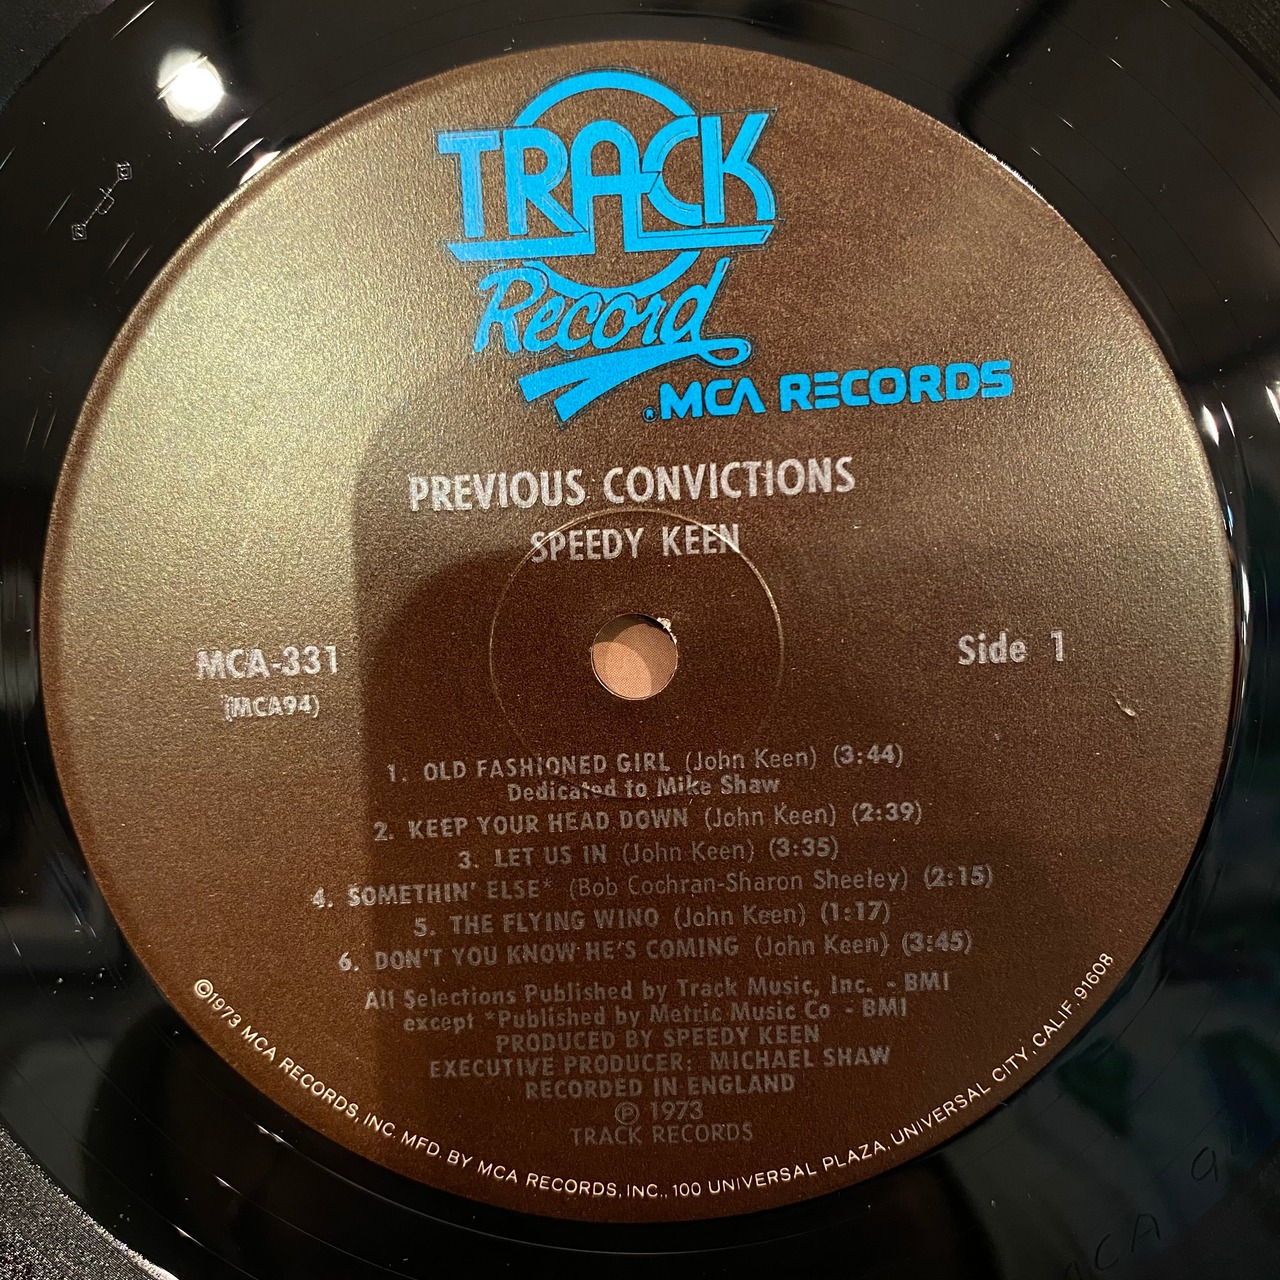 TRACK
Record
® MCA RECORDS
PREVIOUS CONVICTIONS
SPEEDY KEEN
MCA-331
(MCA94)
Side 1
1. OLD FASHIONED GIRL (John Keen) (3:44)
Dedicated to Mike Shaw
2. KEEP YOUR HEAD DOWN (John Keen) (2:39)
3. LET US IN (John Keen) (3:35)
4. SOMETHIN' ELSE* (Bob Cochran-Sharon Sheeley) (2:15)
5. THE FLYING WINO (John Keen) (1:17)
6. DON'T YOU KNOW HE'S COMING (John Keen) (3:45)
All Selections Published by Track Music, Inc. - BMI
except *Published by Metric Music Co - BMI
PRODUCED BY SPEEDY KEEN
EXECUTIVE PRODUCER: MICHAEL SHAW
RECORDED IN ENGLAND
℗ 1973
TRACK RECORDS
©1973 MCA RECORDS, INC. MFD. BY MCA RECORDS, INC., 100 UNIVERSAL PLAZA, UNIVERSAL CITY, CALIF. 91608